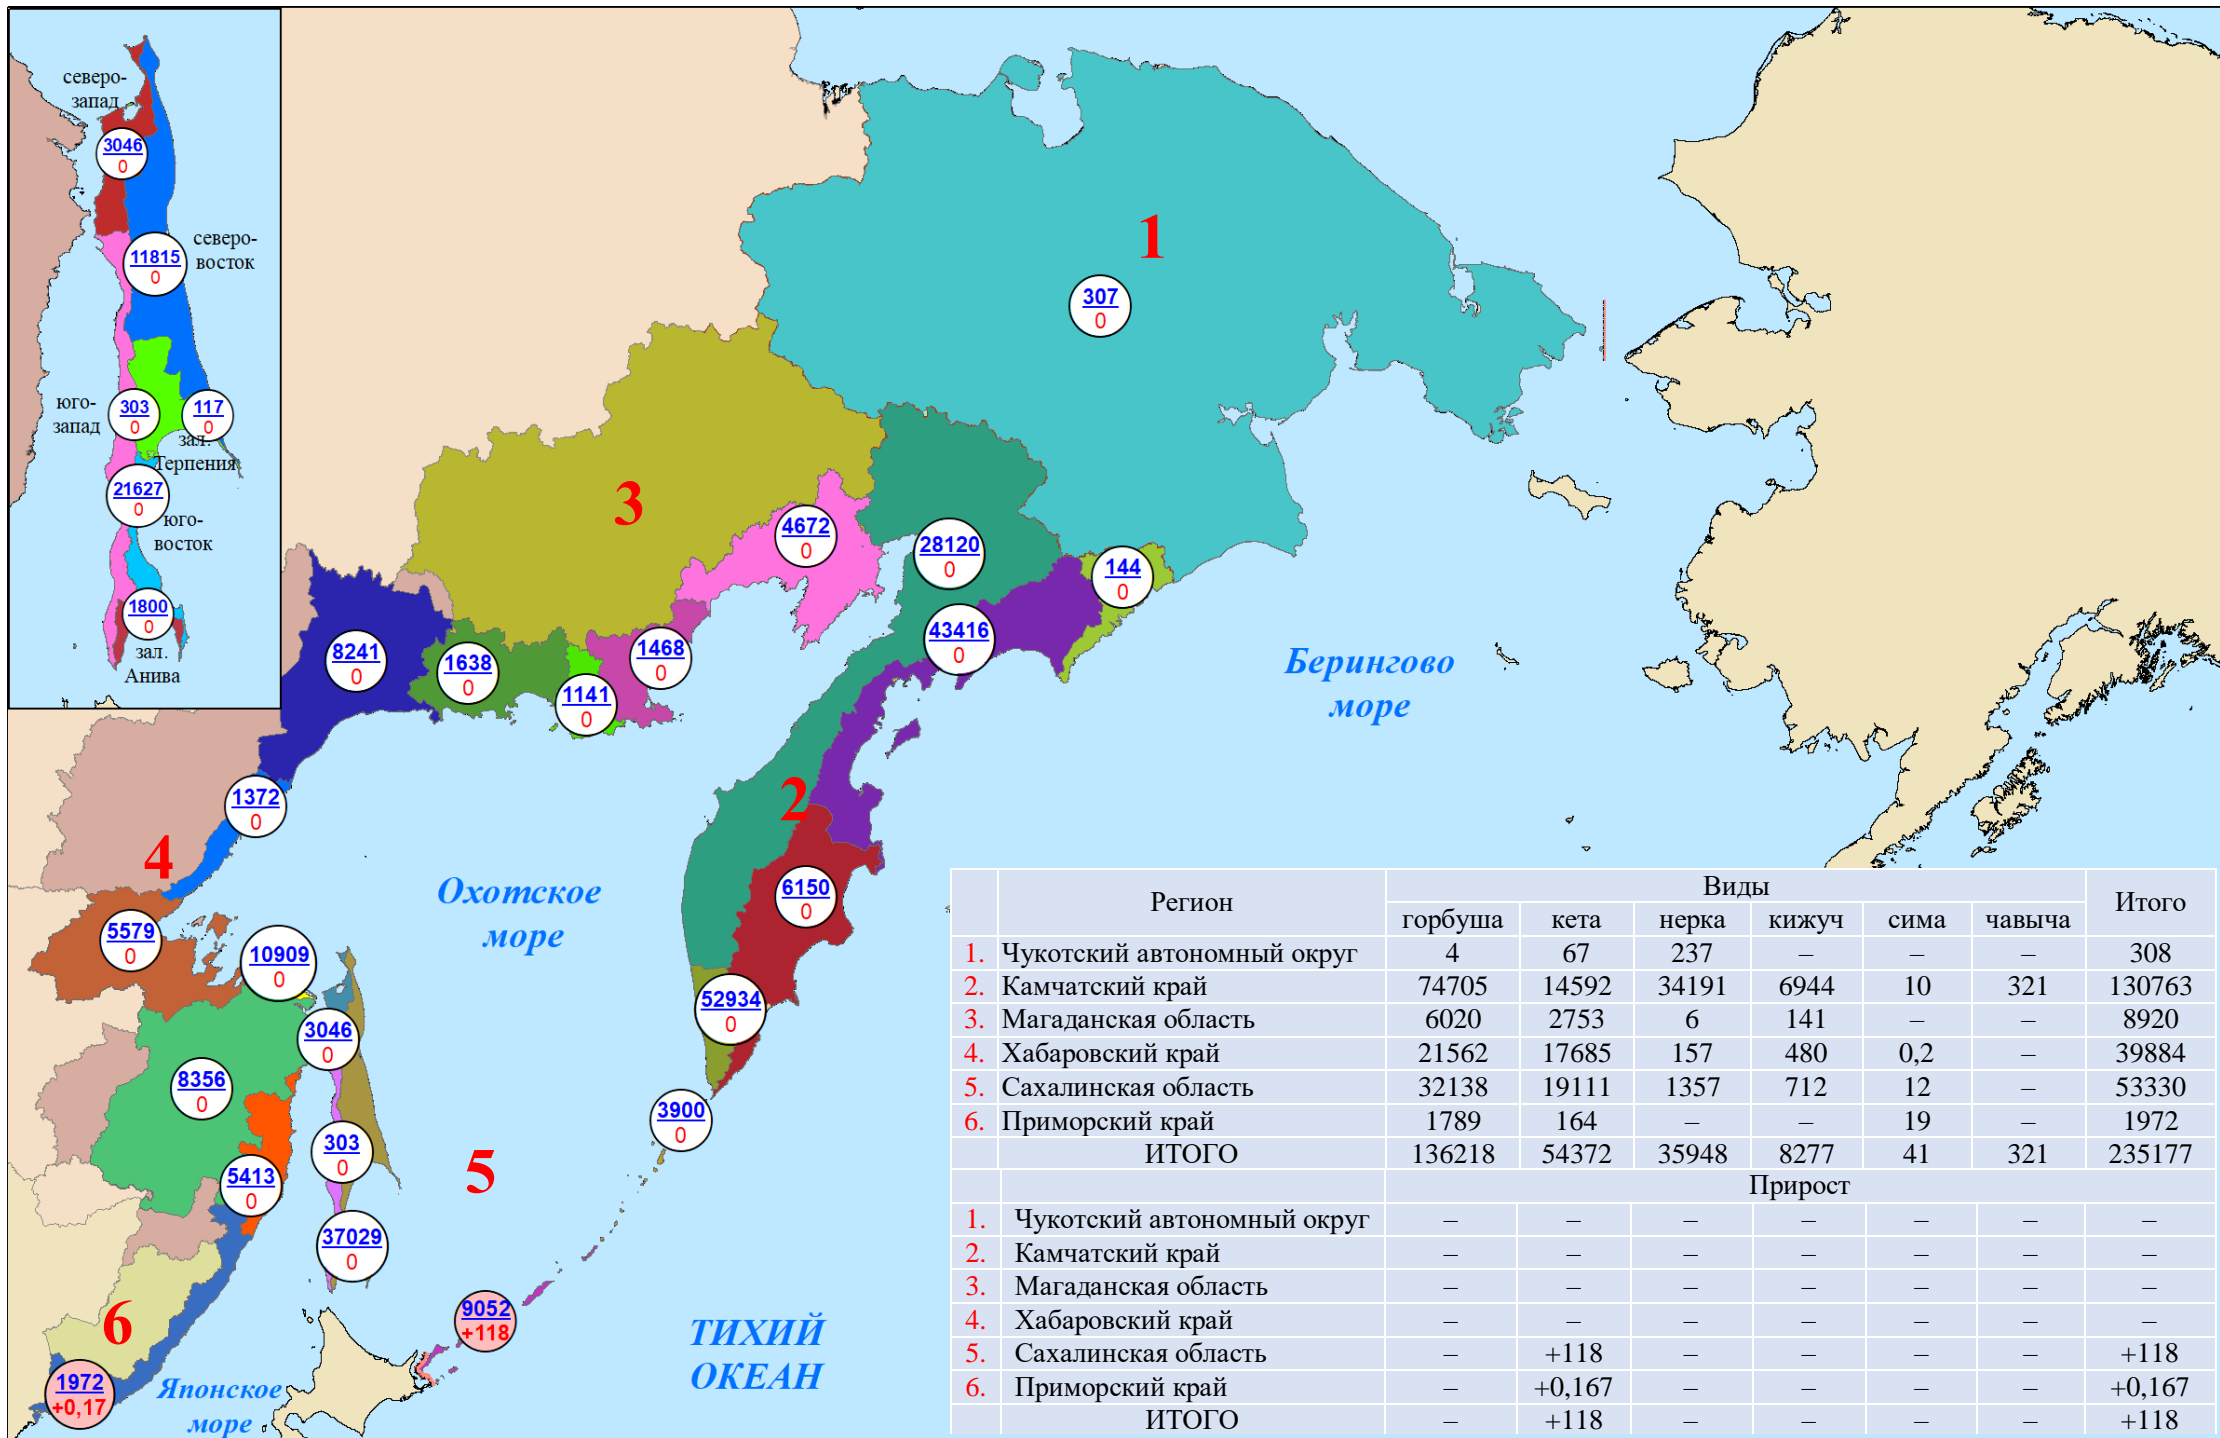 северо-
запад
3046
0
северо-
восток
11815
0
юго-
запад
303
0
117
0
зал.
Терпения
21627
0
юго-
восток
1800
0
зал.
Анива
1
307
0
3
4672
0
28120
0
144
0
43416
0
8241
0
1638
0
1141
0
1468
0
Берингово
море
1372
0
4
2
Охотское
море
6150
0
5579
0
10909
0
52934
0
3046
0
8356
0
3900
0
303
0
5
5413
0
37029
0
9052
+118
6
ТИХИЙ
ОКЕАН
1972
+0,17
Японское
море
Регион Виды Итого
горбуша кета нерка кижуч сима чавыча
1. Чукотский автономный округ 4 67 237 – – – 308
2. Камчатский край 74705 14592 34191 6944 10 321 130763
3. Магаданская область 6020 2753 6 141 – – 8920
4. Хабаровский край 21562 17685 157 480 0,2 – 39884
5. Сахалинская область 32138 19111 1357 712 12 – 53330
6. Приморский край 1789 164 – – 19 – 1972
ИТОГО 136218 54372 35948 8277 41 321 235177
Прирост
1. Чукотский автономный округ – – – – – – –
2. Камчатский край – – – – – – –
3. Магаданская область – – – – – – –
4. Хабаровский край – – – – – – –
5. Сахалинская область – +118 – – – – +118
6. Приморский край – +0,167 – – – – +0,167
ИТОГО – +118 – – – – +118